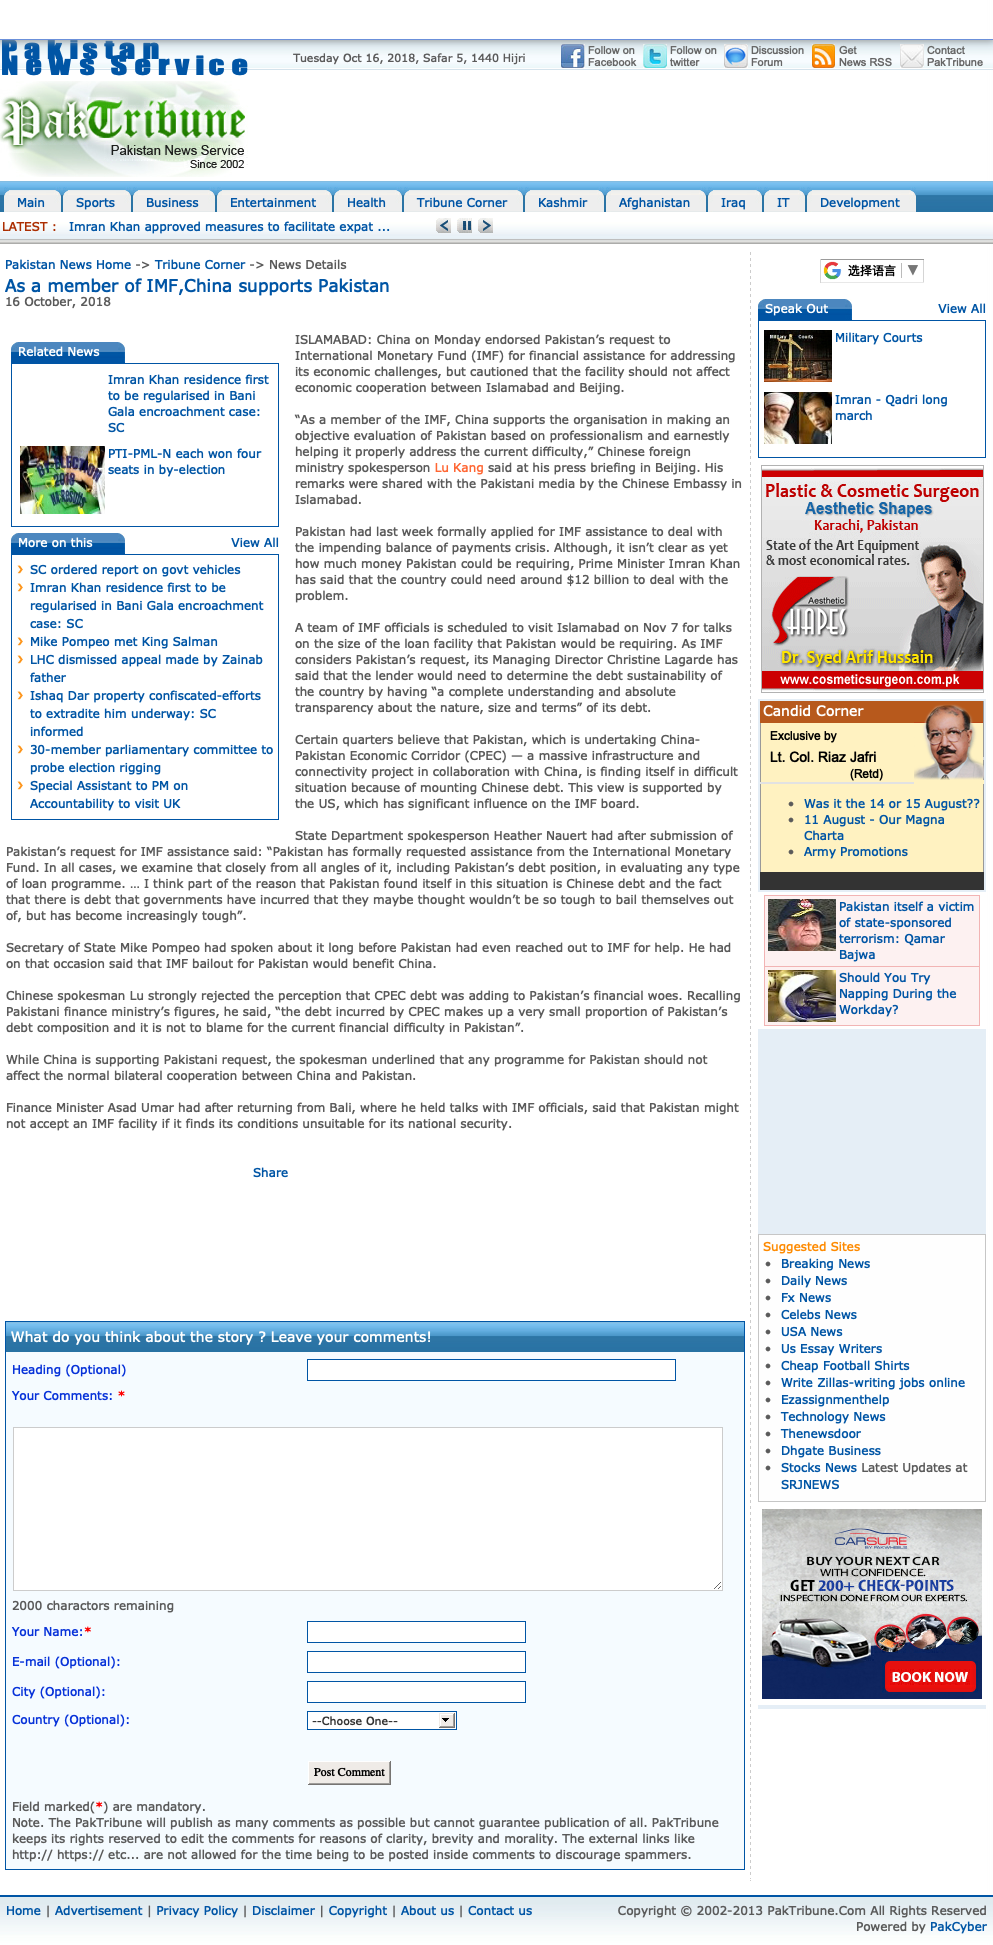 Pakistan
News Service
Tuesday Oct 16, 2018, Safar 5, 1440 Hijri
Follow on
Facebook
Follow on
twitter
Discussion
Forum
Get
News RSS
Contact
PakTribune
PakTribune
Pakistan News Service
Since 2002
Main
Sports
Business
Entertainment
Health
Tribune Corner
Kashmir
Afghanistan
Iraq
IT
Development
LATEST : Imran Khan approved measures to facilitate expat ...
Pakistan News Home -> Tribune Corner -> News Details
As a member of IMF,China supports Pakistan
16 October, 2018
Related News
Imran Khan residence first
to be regularised in Bani
Gala encroachment case:
SC
PTI-PML-N each won four
seats in by-election
More on this
View All
SC ordered report on govt vehicles
Imran Khan residence first to be
regularised in Bani Gala encroachment
case: SC
Mike Pompeo met King Salman
LHC dismissed appeal made by Zainab
father
Ishaq Dar property confiscated-efforts
to extradite him underway: SC
informed
30-member parliamentary committee to
probe election rigging
Special Assistant to PM on
Accountability to visit UK
ISLAMABAD: China on Monday endorsed Pakistan’s request to
International Monetary Fund (IMF) for financial assistance for addressing
its economic challenges, but cautioned that the facility should not affect
economic cooperation between Islamabad and Beijing.
“As a member of the IMF, China supports the organisation in making an
objective evaluation of Pakistan based on professionalism and earnestly
helping it properly address the current difficulty,” Chinese foreign
ministry spokesperson Lu Kang said at his press briefing in Beijing. His
remarks were shared with the Pakistani media by the Chinese Embassy in
Islamabad.
Pakistan had last week formally applied for IMF assistance to deal with
the impending balance of payments crisis. Although, it isn’t clear as yet
how much money Pakistan could be requiring, Prime Minister Imran Khan
has said that the country could need around $12 billion to deal with the
problem.
A team of IMF officials is scheduled to visit Islamabad on Nov 7 for talks
on the size of the loan facility that Pakistan would be requiring. As IMF
considers Pakistan’s request, its Managing Director Christine Lagarde has
said that the lender would need to determine the debt sustainability of
the country by having “a complete understanding and absolute
transparency about the nature, size and terms” of its debt.
Certain quarters believe that Pakistan, which is undertaking China-
Pakistan Economic Corridor (CPEC) — a massive infrastructure and
connectivity project in collaboration with China, is finding itself in difficult
situation because of mounting Chinese debt. This view is supported by
the US, which has significant influence on the IMF board.
State Department spokesperson Heather Nauert had after submission of
Pakistan’s request for IMF assistance said: “Pakistan has formally requested assistance from the International Monetary
Fund. In all cases, we examine that closely from all angles of it, including Pakistan’s debt position, in evaluating any type
of loan programme. … I think part of the reason that Pakistan found itself in this situation is Chinese debt and the fact
that there is debt that governments have incurred that they maybe thought wouldn’t be so tough to bail themselves out
of, but has become increasingly tough”.
Secretary of State Mike Pompeo had spoken about it long before Pakistan had even reached out to IMF for help. He had
on that occasion said that IMF bailout for Pakistan would benefit China.
Chinese spokesman Lu strongly rejected the perception that CPEC debt was adding to Pakistan’s financial woes. Recalling
Pakistani finance ministry’s figures, he said, “the debt incurred by CPEC makes up a very small proportion of Pakistan’s
debt composition and it is not to blame for the current financial difficulty in Pakistan”.
While China is supporting Pakistani request, the spokesman underlined that any programme for Pakistan should not
affect the normal bilateral cooperation between China and Pakistan.
Finance Minister Asad Umar had after returning from Bali, where he held talks with IMF officials, said that Pakistan might
not accept an IMF facility if it finds its conditions unsuitable for its national security.
Share
What do you think about the story ? Leave your comments!
Heading (Optional)
Your Comments: *
2000 charactors remaining
Your Name:*
E-mail (Optional):
City (Optional):
Country (Optional):
--Choose One--
Post Comment
Field marked(*) are mandatory.
Note. The PakTribune will publish as many comments as possible but cannot guarantee publication of all. PakTribune
keeps its rights reserved to edit the comments for reasons of clarity, brevity and morality. The external links like
http:// https:// etc... are not allowed for the time being to be posted inside comments to discourage spammers.
选择语言 ▼
Speak Out
View All
Military Courts
Military Courts
Imran - Qadri long
march
Plastic & Cosmetic Surgeon
Aesthetic Shapes
Karachi, Pakistan
State of the Art Equipment
& most economical rates.
Aesthetic
SHAPES
Dr. Syed Arif Hussain
www.cosmeticsurgeon.com.pk
Candid Corner
Exclusive by
Lt. Col. Riaz Jafri
(Retd)
Was it the 14 or 15 August??
11 August - Our Magna
Charta
Army Promotions
Pakistan itself a victim
of state-sponsored
terrorism: Qamar
Bajwa
Should You Try
Napping During the
Workday?
Suggested Sites
Breaking News
Daily News
Fx News
Celebs News
USA News
Us Essay Writers
Cheap Football Shirts
Write Zillas-writing jobs online
Ezassignmenthelp
Technology News
Thenewsdoor
Dhgate Business
Stocks News Latest Updates at
SRJNEWS
CARSURE
BY PAKWHEELS
BUY YOUR NEXT CAR
WITH CONFIDENCE.
GET 200+ CHECK-POINTS
INSPECTION DONE FROM OUR EXPERTS.
BOOK NOW
Home | Advertisement | Privacy Policy | Disclaimer | Copyright | About us | Contact us
Copyright © 2002-2013 PakTribune.Com All Rights Reserved
Powered by PakCyber